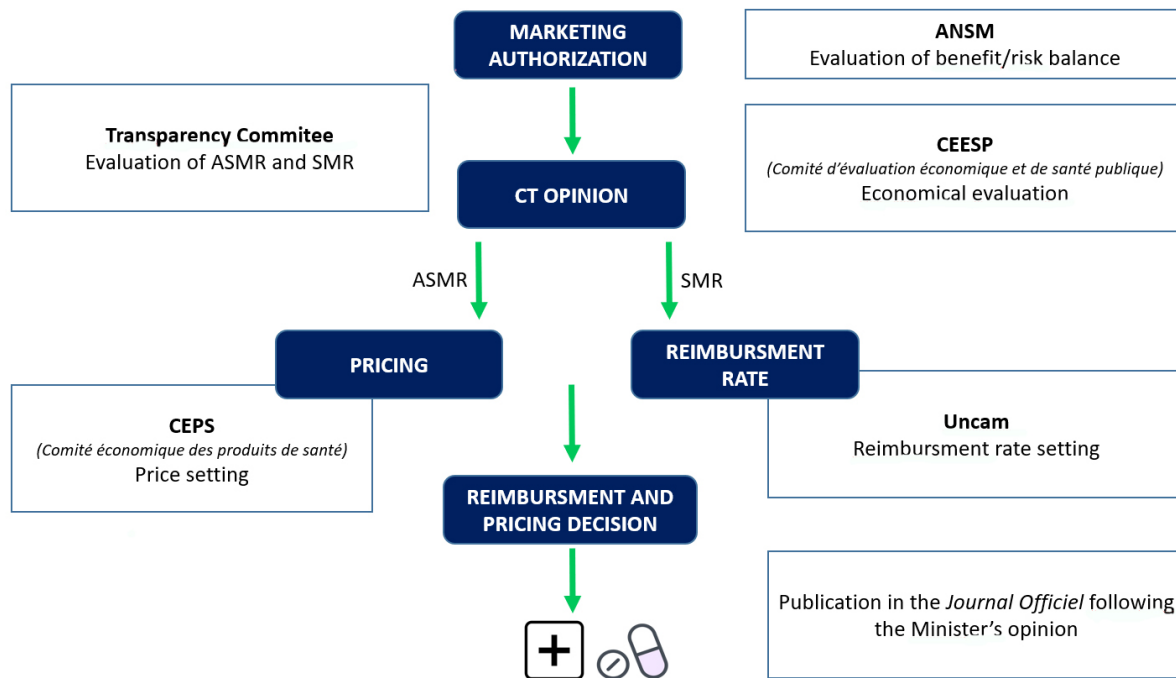 MARKETING
AUTHORIZATION
ANSM
Evaluation of benefit/risk balance
Transparency Commitee
Evaluation of ASMR and SMR
CEESP
(Comité d’évaluation économique et de santé publique)
Economical evaluation
CT OPINION
ASMR
SMR
PRICING
REIMBURSMENT
RATE
CEPS
(Comité économique des produits de santé)
Price setting
Uncam
Reimbursment rate setting
REIMBURSMENT AND
PRICING DECISION
Publication in the Journal Officiel following
the Minister’s opinion